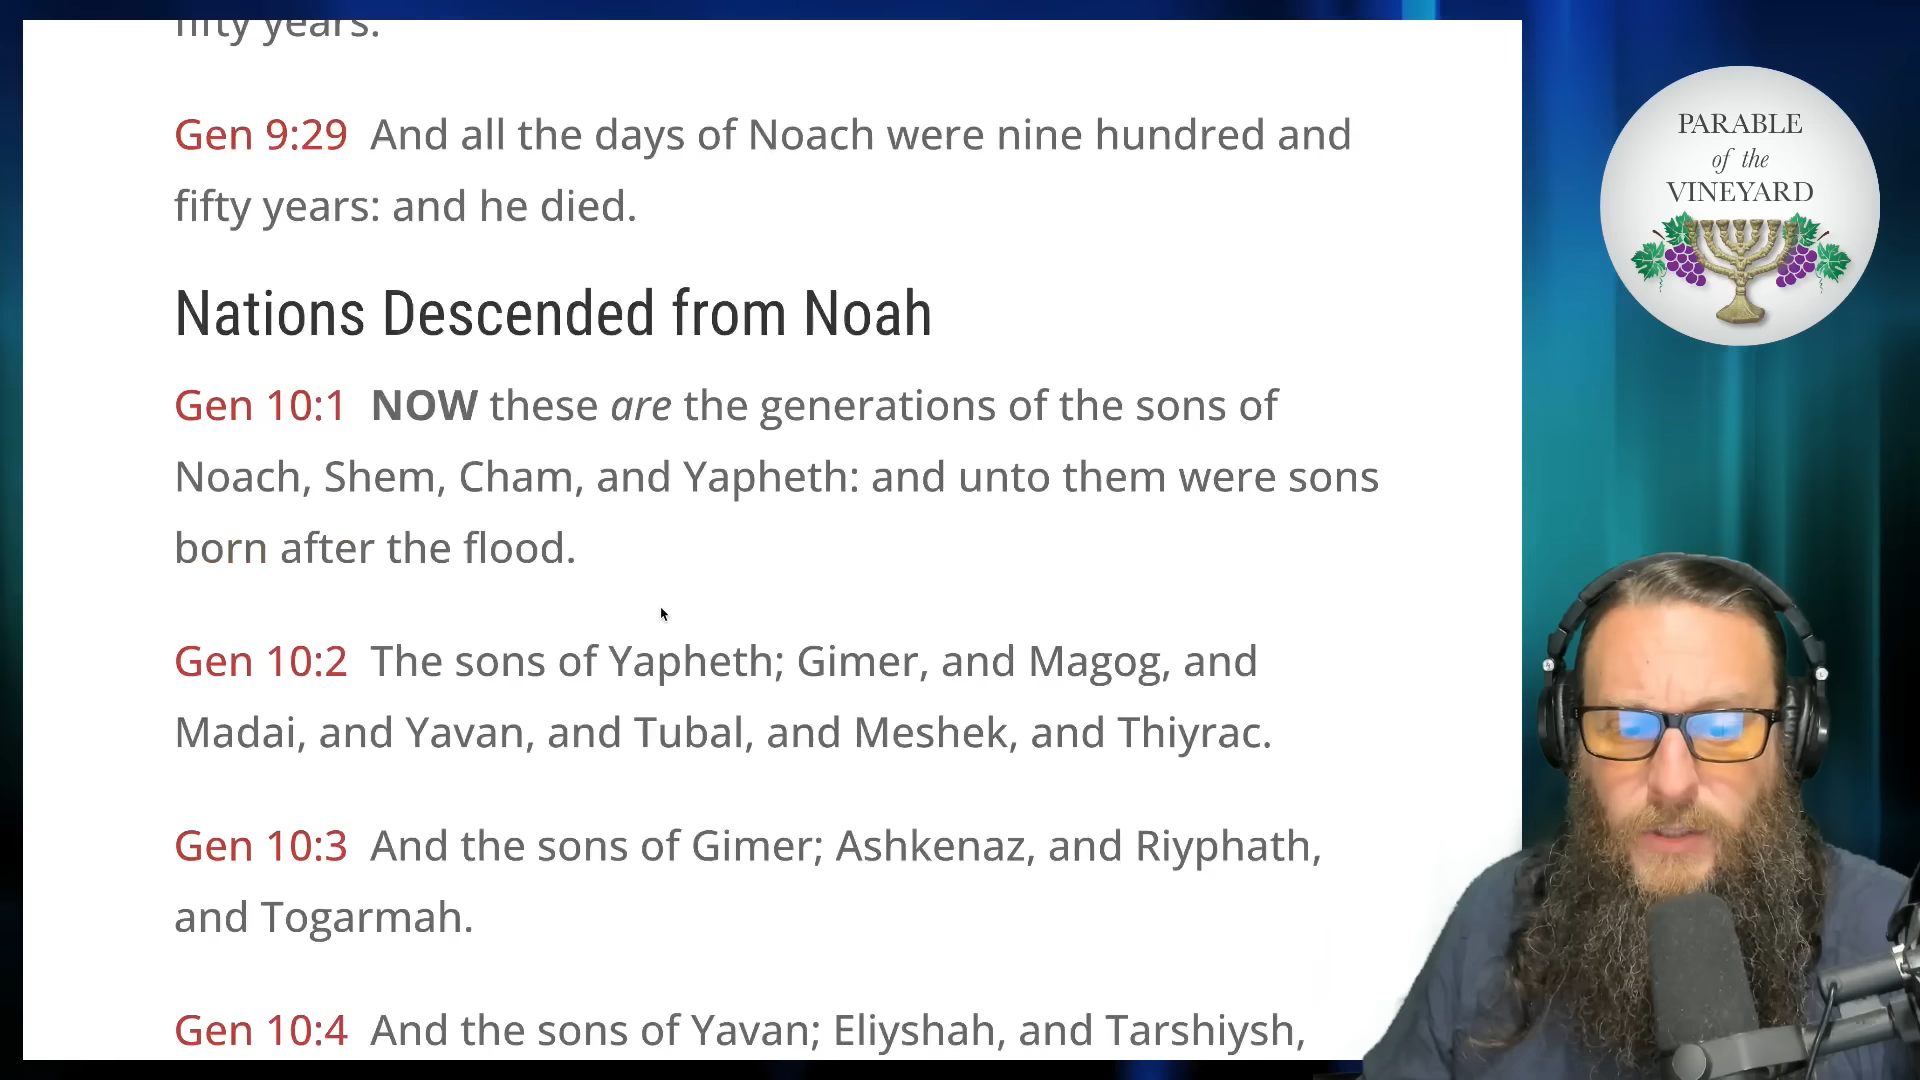 fifty years.
Gen 9:29 And all the days of Noach were nine hundred and
fifty years: and he died.
Nations Descended from Noah
Gen 10:1 NOW these are the generations of the sons of
Noach, Shem, Cham, and Yapheth: and unto them were sons
born after the flood.
Gen 10:2 The sons of Yapheth; Gimer, and Magog, and
Madai, and Yavan, and Tubal, and Meshek, and Thiyrac.
Gen 10:3 And the sons of Gimer; Ashkenaz, and Riyphath,
and Togarmah.
Gen 10:4 And the sons of Yavan; Eliyshah, and Tarshiysh,
PARABLE
of the
VINEYARD